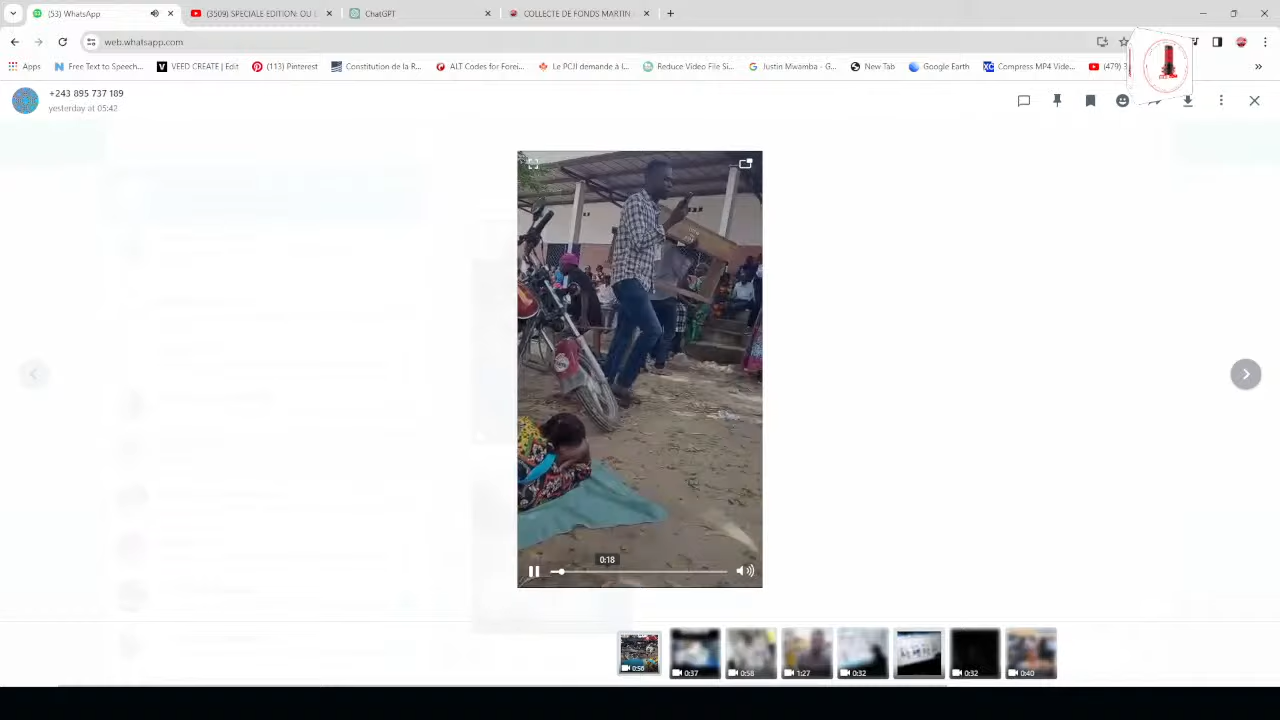 (53) WhatsApp
(3509) SPECIALE EDITION: OU L
ChatGPT
COLLECTE DE FONDS MARTIN
web.whatsapp.com
Apps
Free Text to Speech...
VEED CREATE | Edit
(113) Pinterest
Constitution de la R...
ALT Codes for Forei...
Le PCJI demande à l...
Reduce Video File Si...
Justin Mwamba - G...
New Tab
Google Earth
Compress MP4 Vide...
(479)
+243 895 737 189
yesterday at 05:42
0:18
0:56
0:37
0:58
1:27
0:32
0:32
0:40